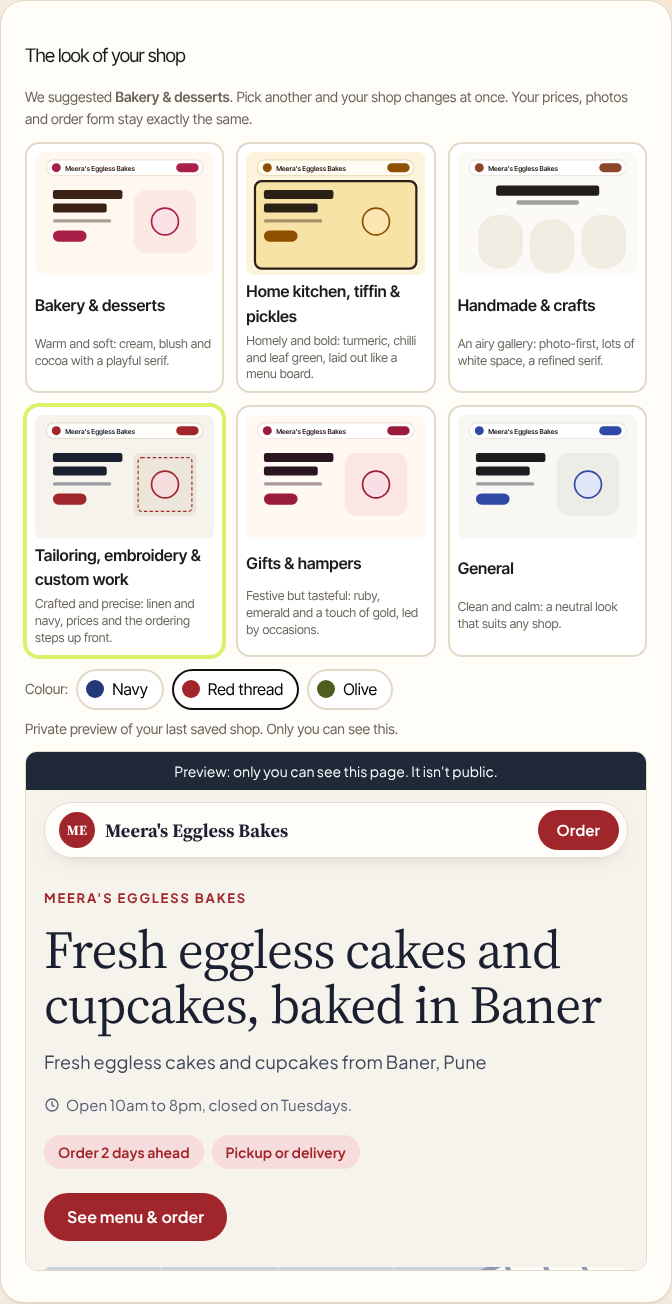 The look of your shop
We suggested Bakery & desserts. Pick another and your shop changes at once. Your prices, photos
and order form stay exactly the same.
Meera's Eggless Bakes
Bakery & desserts
Warm and soft: cream, blush and
cocoa with a playful serif.
Meera's Eggless Bakes
Home kitchen, tiffin &
pickles
Homely and bold: turmeric, chilli
and leaf green, laid out like a
menu board.
Meera's Eggless Bakes
Handmade & crafts
An airy gallery: photo-first, lots of
white space, a refined serif.
Meera's Eggless Bakes
Tailoring, embroidery &
custom work
Crafted and precise: linen and
navy, prices and the ordering
steps up front.
Meera's Eggless Bakes
Gifts & hampers
Festive but tasteful: ruby,
emerald and a touch of gold, led
by occasions.
Meera's Eggless Bakes
General
Clean and calm: a neutral look
that suits any shop.
Colour: Navy Red thread Olive
Private preview of your last saved shop. Only you can see this.
Preview: only you can see this page. It isn't public.
ME Meera's Eggless Bakes Order
MEERA'S EGGLESS BAKES
Fresh eggless cakes and
cupcakes, baked in Baner
Fresh eggless cakes and cupcakes from Baner, Pune
Open 10am to 8pm, closed on Tuesdays.
Order 2 days ahead Pickup or delivery
See menu & order